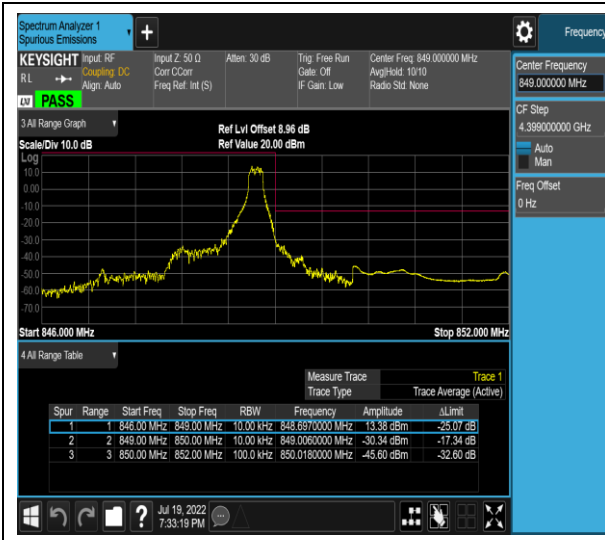 Spectrum Analyzer 1
Spurious Emissions
+
Frequency
KEYSIGHT Input: RF Input Z: 50 Ω Atten: 30 dB Trig: Free Run Center Freq: 849.000000 MHz
RL Coupling: DC Corr CCorr Gate: Off Avg|Hold: 10/10
Align: Auto Freq Ref: Int (S) IF Gain: Low Radio Std: None
LXI PASS
Center Frequency
849.000000 MHz
CF Step
4.399000000 GHz
Auto
Man
Freq Offset
0 Hz
3 All Range Graph
Ref Lvl Offset 8.96 dB
Scale/Div 10.0 dB Ref Value 20.00 dBm
Log
10.0
0.00
-10.0
-20.0
-30.0
-40.0
-50.0
-60.0
-70.0
Start 846.000 MHz Stop 852.000 MHz
4 All Range Table
Measure Trace Trace 1
Trace Type Trace Average (Active)
Spur Range Start Freq Stop Freq RBW Frequency Amplitude ΔLimit
1 1 846.00 MHz 849.00 MHz 10.00 kHz 848.6970000 MHz 13.38 dBm -25.07 dB
2 2 849.00 MHz 850.00 MHz 10.00 kHz 849.0060000 MHz -30.34 dBm -17.34 dB
3 3 850.00 MHz 852.00 MHz 100.0 kHz 850.0180000 MHz -45.60 dBm -32.60 dB
? Jul 19, 2022
7:33:19 PM